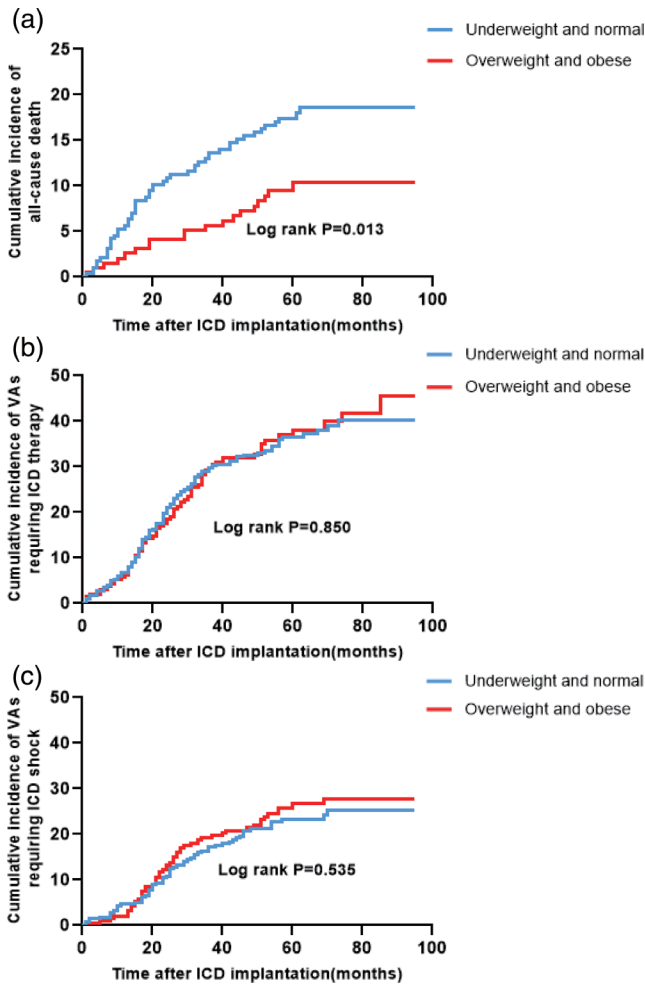 (a)
Underweight and normal
Overweight and obese
Cumulative incidence of
all-cause death
25
20
15
10
5
0
Log rank P=0.013
0 20 40 60 80 100
Time after ICD implantation(months)
(b)
Underweight and normal
Overweight and obese
Cumulative incidence of VAs
requiring ICD therapy
50
40
30
20
10
0
Log rank P=0.850
0 20 40 60 80 100
Time after ICD implantation(months)
(c)
Underweight and normal
Overweight and obese
Cumulative incidence of VAs
requiring ICD shock
50
40
30
20
10
0
Log rank P=0.535
0 20 40 60 80 100
Time after ICD implantation(months)